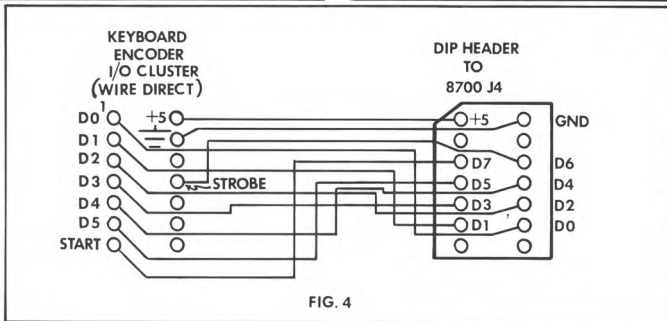 KEYBOARD
ENCODER
I/O CLUSTER
(WIRE DIRECT)
1
D0
D1
D2
D3
D4
D5
START
+5
STROBE
DIP HEADER
TO
8700 J4
+5
GND
D7
D6
D5
D4
D3
D2
D1
D0
FIG. 4